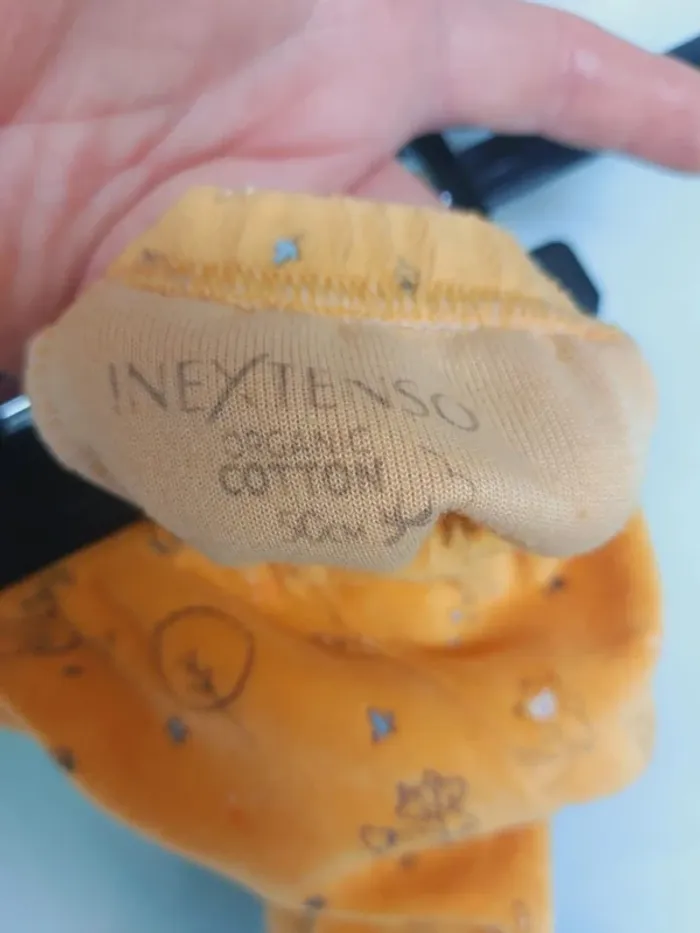 INEXTENSO
ORGANIC
COTTON
50cm